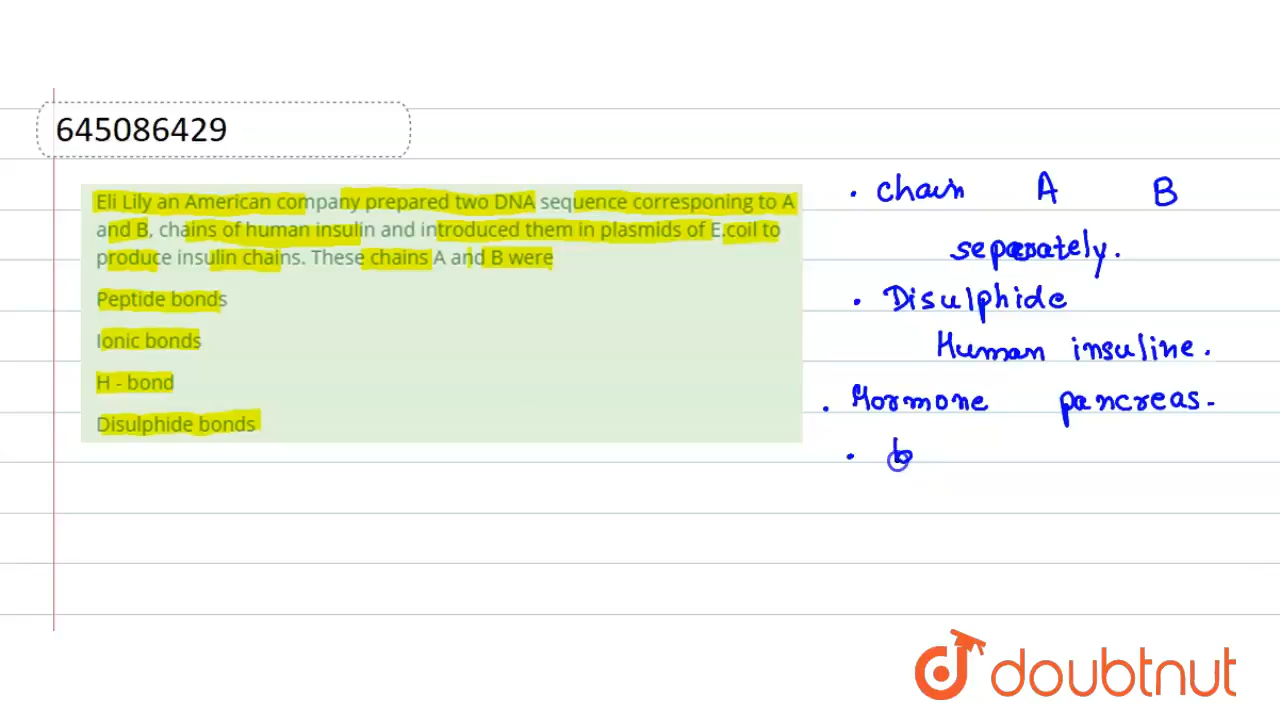 645086429
Eli Lily an American company prepared two DNA sequence corresponing to A
and B, chains of human insulin and introduced them in plasmids of E.coil to
produce insulin chains. These chains A and B were
Peptide bonds
Ionic bonds
H - bond
Disulphide bonds
• chain A B
separately.
• Disulphide
Human insuline.
• Hormone pancreas.
• b
doubtnut